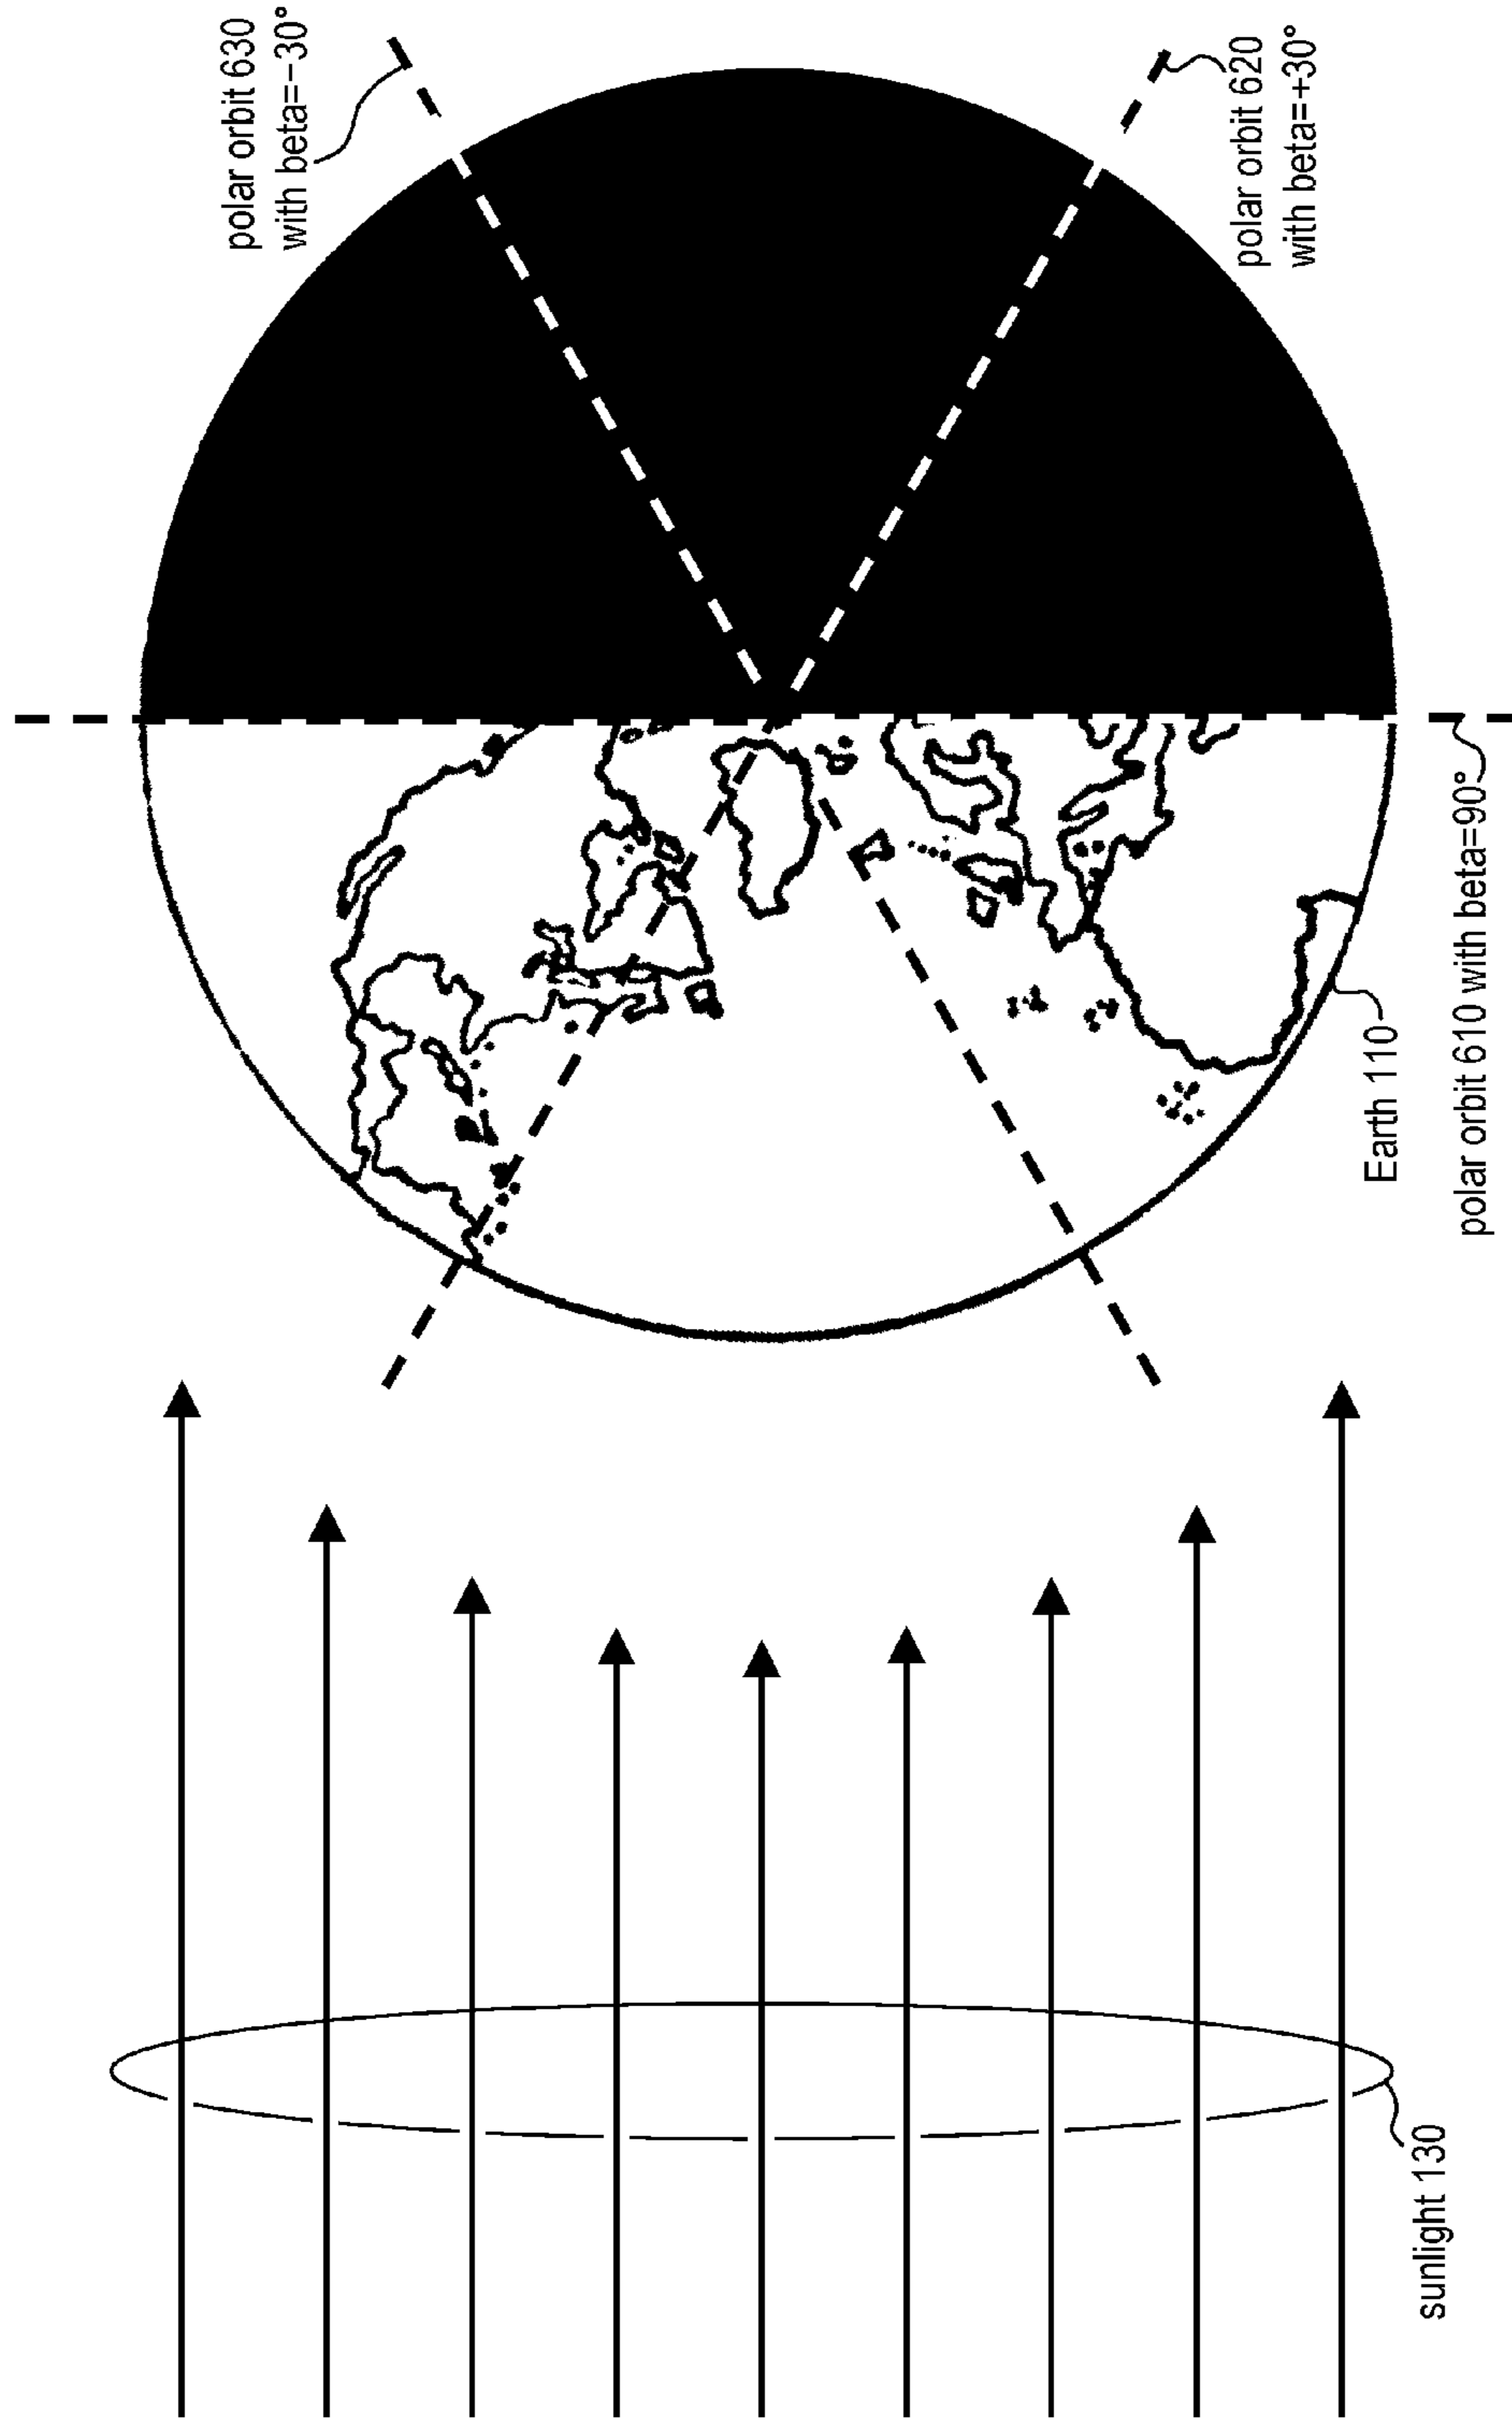 polar orbit 630
with beta=−30°
polar orbit 620
with beta=+30°
Earth 110
polar orbit 610 with beta=90°
sunlight 130